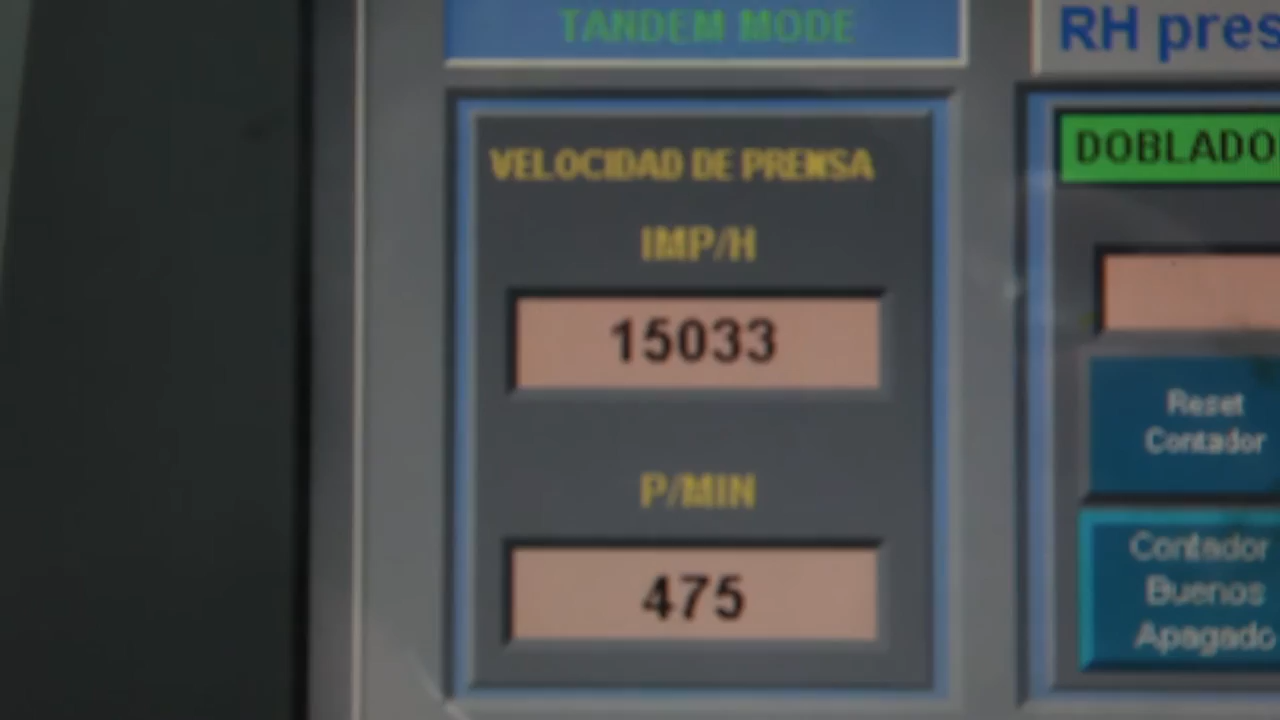 TANDEM MODE
VELOCIDAD DE PRENSA
IMP/H
15033
P/MIN
475
RH pres
DOBLADO
Reset
Contador
Contador
Buenos
Apagado